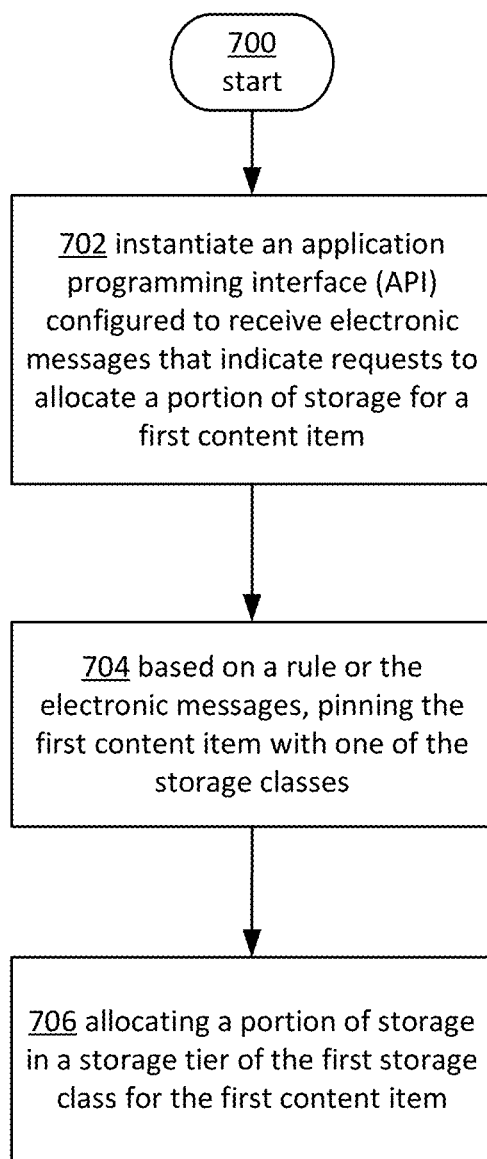 700
start
702 instantiate an application
programming interface (API)
configured to receive electronic
messages that indicate requests to
allocate a portion of storage for a
first content item
704 based on a rule or the
electronic messages, pinning the
first content item with one of the
storage classes
706 allocating a portion of storage
in a storage tier of the first storage
class for the first content item